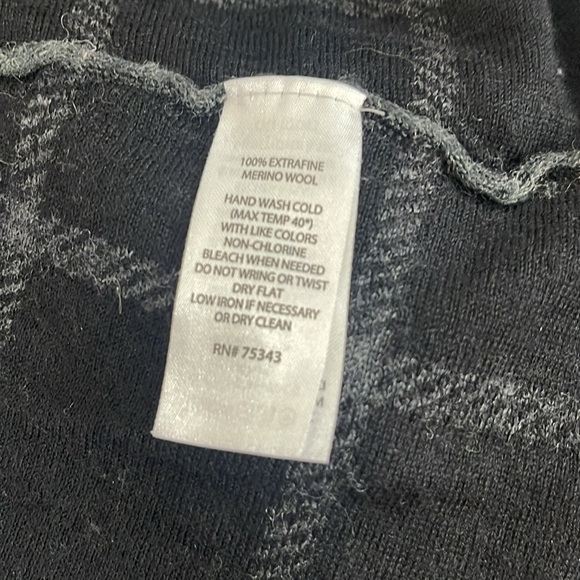 100% EXTRAFINE
MERINO WOOL
HAND WASH COLD
(MAX TEMP 40°)
WITH LIKE COLORS
NON-CHLORINE
BLEACH WHEN NEEDED
DO NOT WRING OR TWIST
DRY FLAT
LOW IRON IF NECESSARY
OR DRY CLEAN
RN# 75343